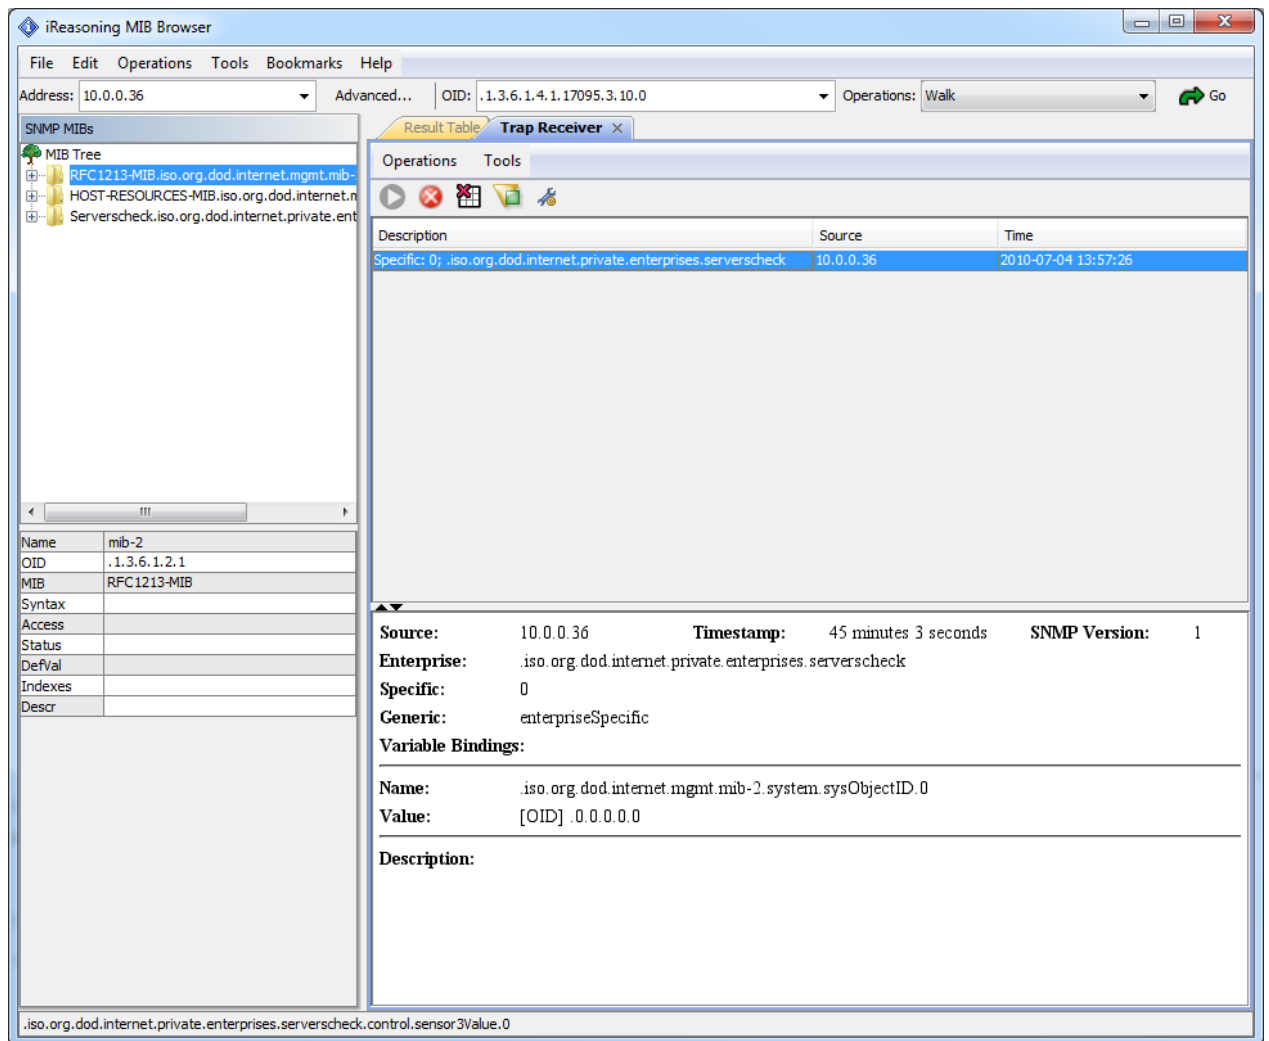 iReasoning MIB Browser
File Edit Operations Tools Bookmarks Help
Address: 10.0.0.36 Advanced... OID: .1.3.6.1.4.1.17095.3.10.0 Operations: Walk Go
SNMP MIBs
MIB Tree
RFC1213-MIB.iso.org.dod.internet.mgmt.mib-
HOST-RESOURCES-MIB.iso.org.dod.internet.m
Serverscheck.iso.org.dod.internet.private.ent
Name mib-2
OID .1.3.6.1.2.1
MIB RFC1213-MIB
Syntax
Access
Status
DefVal
Indexes
Descr
Result Table Trap Receiver
Operations Tools
Description Source Time
Specific: 0; .iso.org.dod.internet.private.enterprises.serverscheck 10.0.0.36 2010-07-04 13:57:26
Source: 10.0.0.36 Timestamp: 45 minutes 3 seconds SNMP Version: 1
Enterprise: .iso.org.dod.internet.private.enterprises.serverscheck
Specific: 0
Generic: enterpriseSpecific
Variable Bindings:
Name: .iso.org.dod.internet.mgmt.mib-2.system.sysObjectID.0
Value: [OID] .0.0.0.0.0
Description:
.iso.org.dod.internet.private.enterprises.serverscheck.control.sensor3Value.0